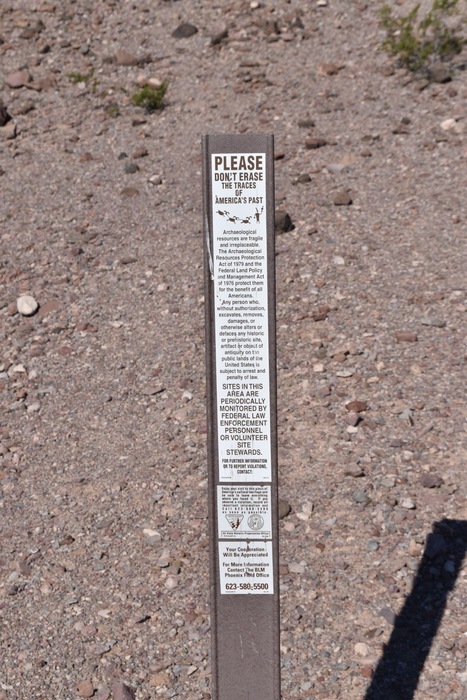 PLEASE
DON'T ERASE
THE TRACES
OF
AMERICA'S PAST
Archaeological
resources are fragile
and irreplaceable.
The Archaeological
Resources Protection
Act of 1979 and the
Federal Land Policy
and Management Act
of 1976 protect them
for the benefit of all
Americans.
Any person who,
without authorization,
excavates, removes,
damages, or
otherwise alters or
defaces any historic
or prehistoric site,
artifact or object of
antiquity on the
public lands of the
United States is
subject to arrest and
penalty of law.
SITES IN THIS
AREA ARE
PERIODICALLY
MONITORED BY
FEDERAL LAW
ENFORCEMENT
PERSONNEL
OR VOLUNTEER
SITE
STEWARDS.
FOR FURTHER INFORMATION
OR TO REPORT VIOLATIONS,
CONTACT:
Your Cooperation
Will Be Appreciated
For More Information
Contact The BLM
Phoenix Field Office
623-580-5500